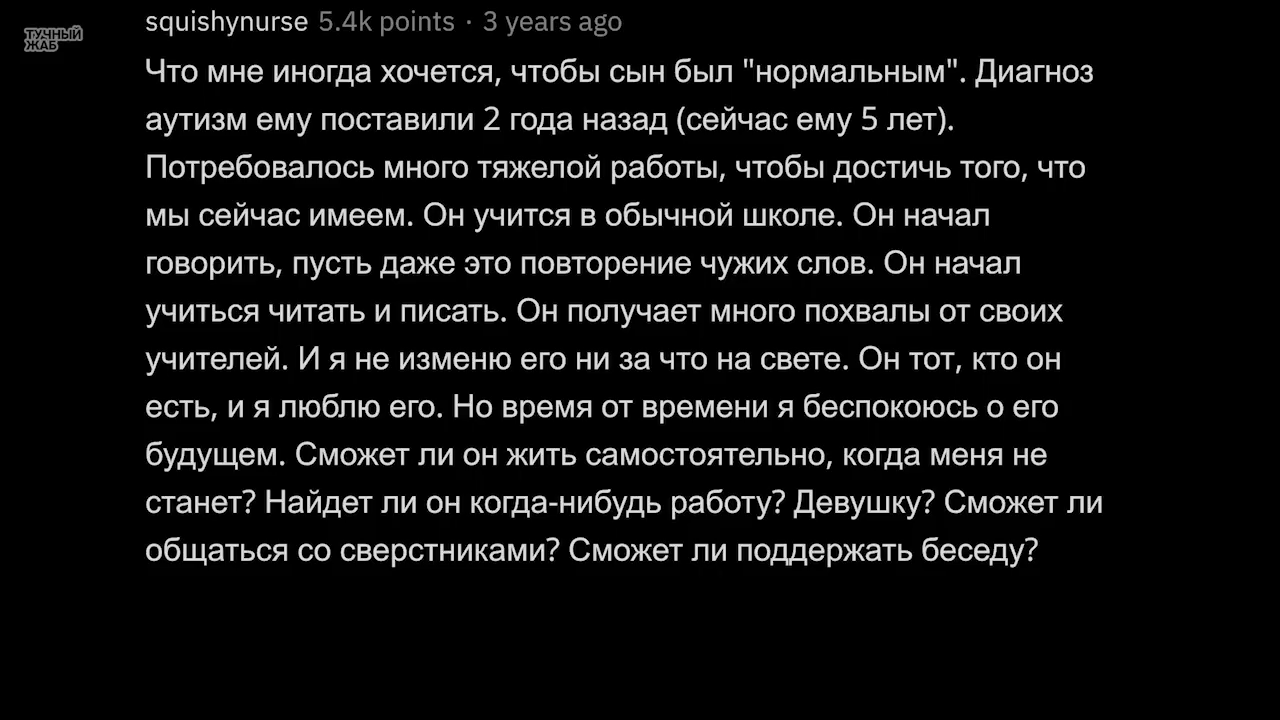 ТУЧНЫЙ
ЖАБ
squishynurse 5.4k points · 3 years ago
Что мне иногда хочется, чтобы сын был "нормальным". Диагноз
аутизм ему поставили 2 года назад (сейчас ему 5 лет).
Потребовалось много тяжелой работы, чтобы достичь того, что
мы сейчас имеем. Он учится в обычной школе. Он начал
говорить, пусть даже это повторение чужих слов. Он начал
учиться читать и писать. Он получает много похвалы от своих
учителей. И я не изменю его ни за что на свете. Он тот, кто он
есть, и я люблю его. Но время от времени я беспокоюсь о его
будущем. Сможет ли он жить самостоятельно, когда меня не
станет? Найдет ли он когда-нибудь работу? Девушку? Сможет ли
общаться со сверстниками? Сможет ли поддержать беседу?